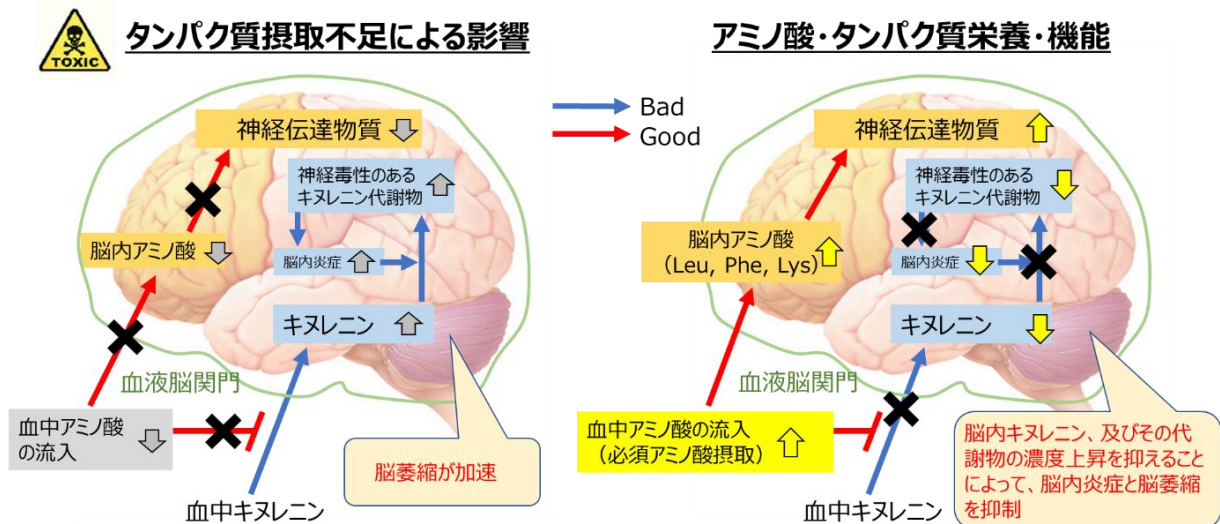 TOXIC
タンパク質摂取不足による影響
神経伝達物質
神経毒性のある
キヌレニン代謝物
脳内アミノ酸
脳内炎症
キヌレニン
血液脳関門
血中アミノ酸
の流入
脳萎縮が加速
血中キヌレニン
Bad
Good
アミノ酸・タンパク質栄養・機能
神経伝達物質
神経毒性のある
キヌレニン代謝物
脳内アミノ酸
（Leu, Phe, Lys）
脳内炎症
キヌレニン
血液脳関門
血中アミノ酸の流入
（必須アミノ酸摂取）
血中キヌレニン
脳内キヌレニン、及びその代
謝物の濃度上昇を抑えること
によって、脳内炎症と脳萎縮
を抑制